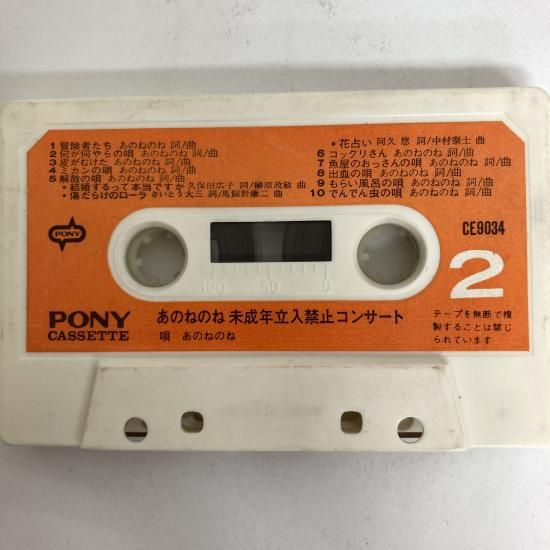 1 冒険者たち あのねのね 詞/曲
2 何が何やらの唄 あのねのね 詞/曲
3 皮がむけた あのねのね 詞/曲
4 ミカンの唄 あのねのね 詞/曲
5 解散の唄 あのねのね 詞/曲
・結婚するって本当ですか 久保田広子 詞/榊原政敏 曲
・傷だらけのローラ さいとう大三 詞/馬飼野康二 曲
・花占い 阿久 悠 詞/中村泰士 曲
6 コックリさん あのねのね 詞/曲
7 魚屋のおっさんの唄 あのねのね 詞/曲
8 出血の唄 あのねのね 詞/曲
9 もらい風呂の唄 あのねのね 詞/曲
10 でんでん虫の唄 あのねのね 詞/曲
PONY
CE9034
2
100 50 0
PONY
CASSETTE
あのねのね 未成年立入禁止コンサート
唄 あのねのね
テープを無断で複
製することは禁じ
られています